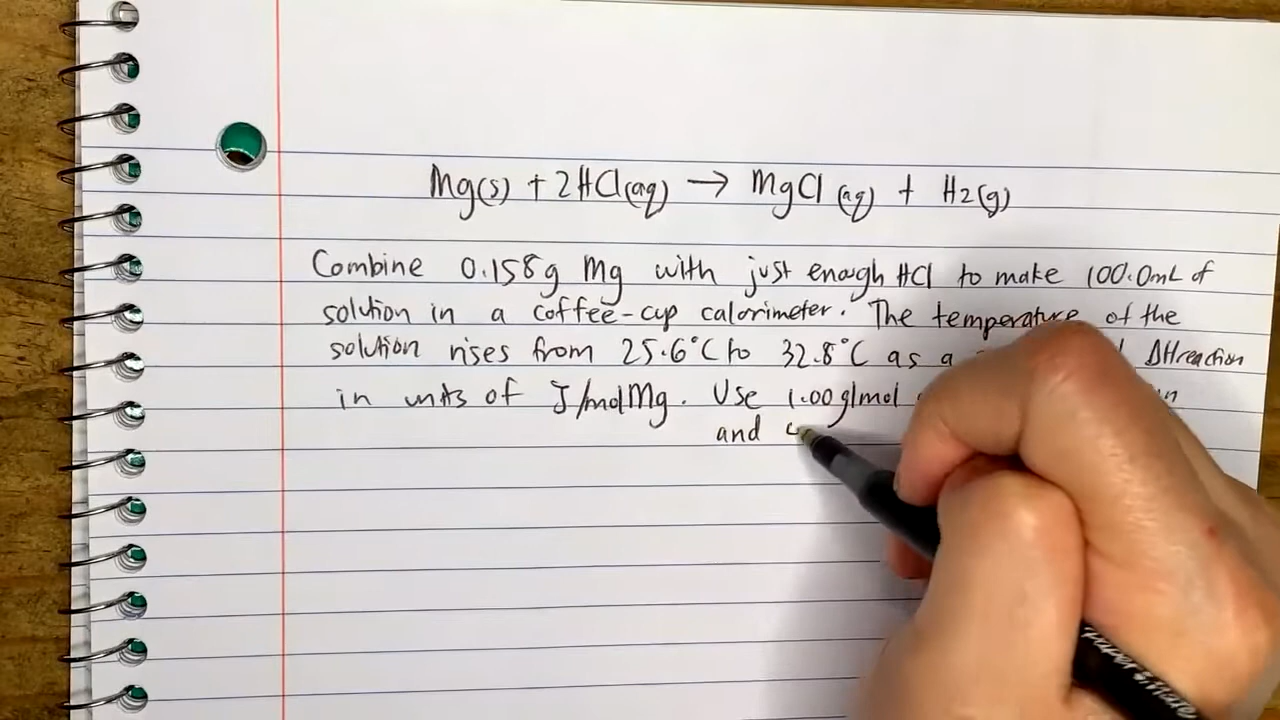 Mg(s) + 2HCl(aq) → MgCl (aq) + H2(g)
Combine 0.158g Mg with just enough HCl to make 100.0mL of
solution in a coffee-cup calorimeter. The temperature of the
solution rises from 25.6°C to 32.8°C as a ΔHreaction
in units of J/molMg. Use 1.00g/mol
and